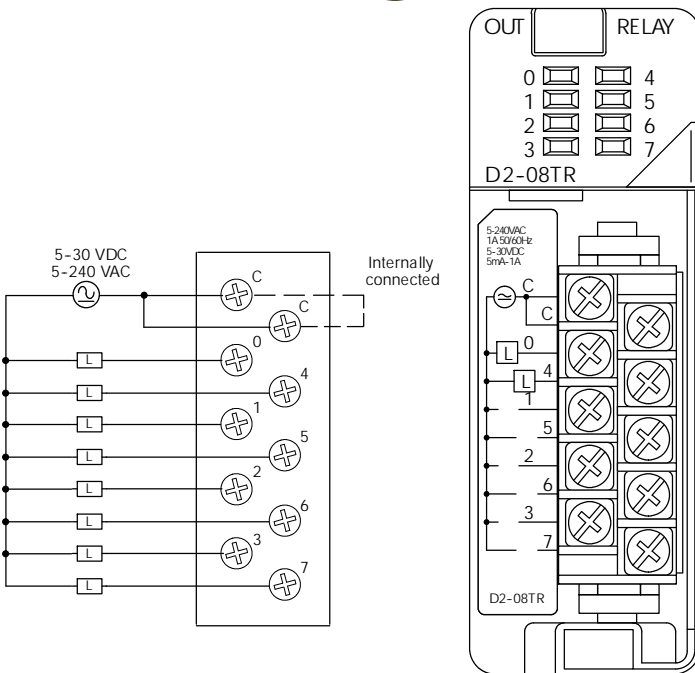 5-30 VDC
5-240 VAC
Internally
connected
C
C
0
4
1
5
2
6
3
7
L
L
L
L
L
L
L
L
OUT RELAY
0 4
1 5
2 6
3 7
D2-08TR
5-240VAC
1A 50/60Hz
5-30VDC
5mA-1A
C
C
L 0
L 4
1
5
2
6
3
7
D2-08TR